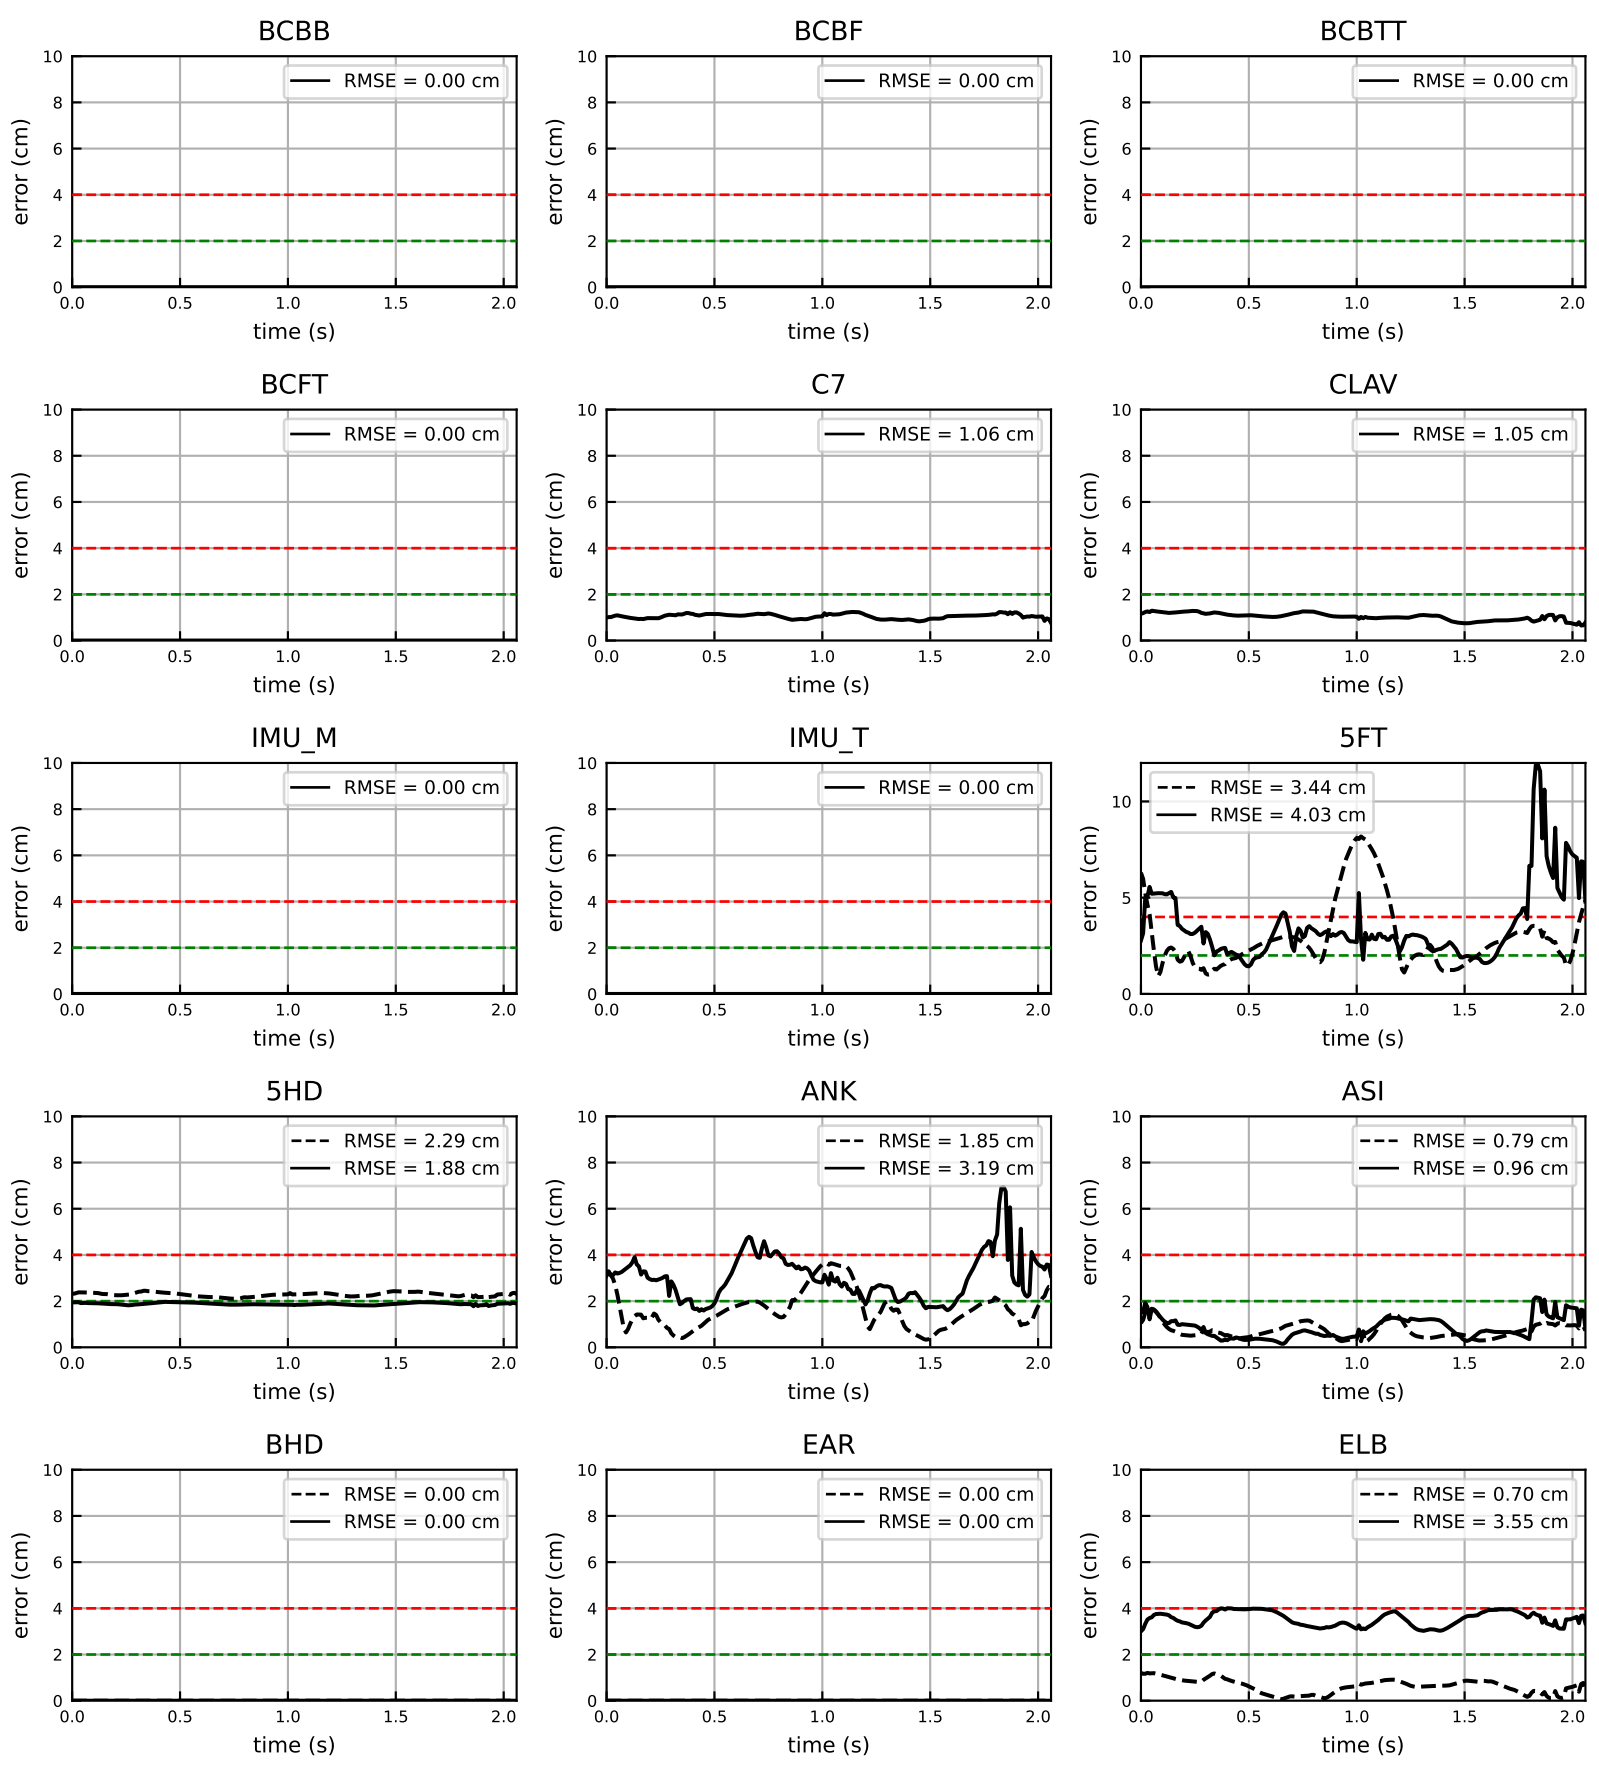 BCBB
RMSE = 0.00 cm
error (cm)
10
8
6
4
2
0
0.0 0.5 1.0 1.5 2.0
time (s)
BCBF
RMSE = 0.00 cm
error (cm)
10
8
6
4
2
0
0.0 0.5 1.0 1.5 2.0
time (s)
BCBTT
RMSE = 0.00 cm
error (cm)
10
8
6
4
2
0
0.0 0.5 1.0 1.5 2.0
time (s)
BCFT
RMSE = 0.00 cm
error (cm)
10
8
6
4
2
0
0.0 0.5 1.0 1.5 2.0
time (s)
C7
RMSE = 1.06 cm
error (cm)
10
8
6
4
2
0
0.0 0.5 1.0 1.5 2.0
time (s)
CLAV
RMSE = 1.05 cm
error (cm)
10
8
6
4
2
0
0.0 0.5 1.0 1.5 2.0
time (s)
IMU_M
RMSE = 0.00 cm
error (cm)
10
8
6
4
2
0
0.0 0.5 1.0 1.5 2.0
time (s)
IMU_T
RMSE = 0.00 cm
error (cm)
10
8
6
4
2
0
0.0 0.5 1.0 1.5 2.0
time (s)
5FT
RMSE = 3.44 cm
RMSE = 4.03 cm
error (cm)
10
5
0
0.0 0.5 1.0 1.5 2.0
time (s)
5HD
RMSE = 2.29 cm
RMSE = 1.88 cm
error (cm)
10
8
6
4
2
0
0.0 0.5 1.0 1.5 2.0
time (s)
ANK
RMSE = 1.85 cm
RMSE = 3.19 cm
error (cm)
10
8
6
4
2
0
0.0 0.5 1.0 1.5 2.0
time (s)
ASI
RMSE = 0.79 cm
RMSE = 0.96 cm
error (cm)
10
8
6
4
2
0
0.0 0.5 1.0 1.5 2.0
time (s)
BHD
RMSE = 0.00 cm
RMSE = 0.00 cm
error (cm)
10
8
6
4
2
0
0.0 0.5 1.0 1.5 2.0
time (s)
EAR
RMSE = 0.00 cm
RMSE = 0.00 cm
error (cm)
10
8
6
4
2
0
0.0 0.5 1.0 1.5 2.0
time (s)
ELB
RMSE = 0.70 cm
RMSE = 3.55 cm
error (cm)
10
8
6
4
2
0
0.0 0.5 1.0 1.5 2.0
time (s)